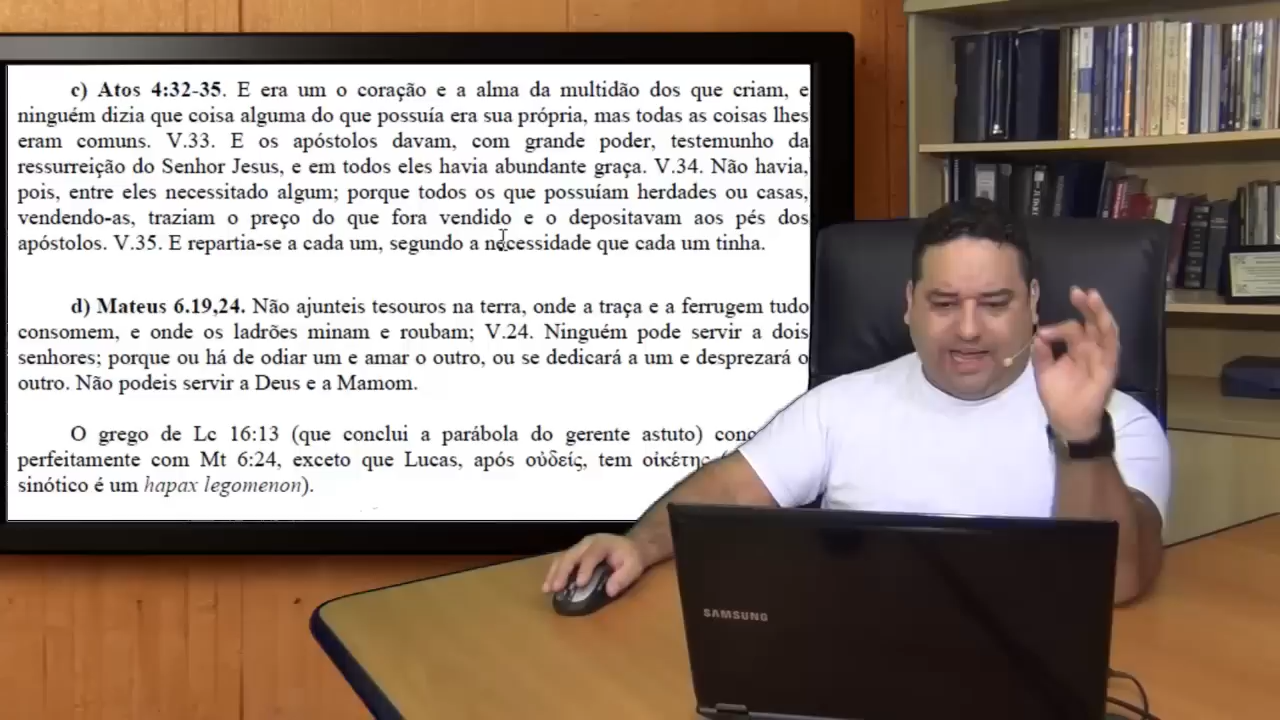 c) Atos 4:32-35. E era um o coração e a alma da multidão dos que criam, e
ninguém dizia que coisa alguma do que possuía era sua própria, mas todas as coisas lhes
eram comuns. V.33. E os apóstolos davam, com grande poder, testemunho da
ressurreição do Senhor Jesus, e em todos eles havia abundante graça. V.34. Não havia,
pois, entre eles necessitado algum; porque todos os que possuíam herdades ou casas,
vendendo-as, traziam o preço do que fora vendido e o depositavam aos pés dos
apóstolos. V.35. E repartia-se a cada um, segundo a necessidade que cada um tinha.
d) Mateus 6.19,24. Não ajunteis tesouros na terra, onde a traça e a ferrugem tudo
consomem, e onde os ladrões minam e roubam; V.24. Ninguém pode servir a dois
senhores; porque ou há de odiar um e amar o outro, ou se dedicará a um e desprezará o
outro. Não podeis servir a Deus e a Mamom.
O grego de Lc 16:13 (que conclui a parábola do gerente astuto)
perfeitamente com Mt 6:24, exceto que Lucas, após οὐδείς, tem οἰκέτης
sinótico é um hapax legomenon).
SAMSUNG